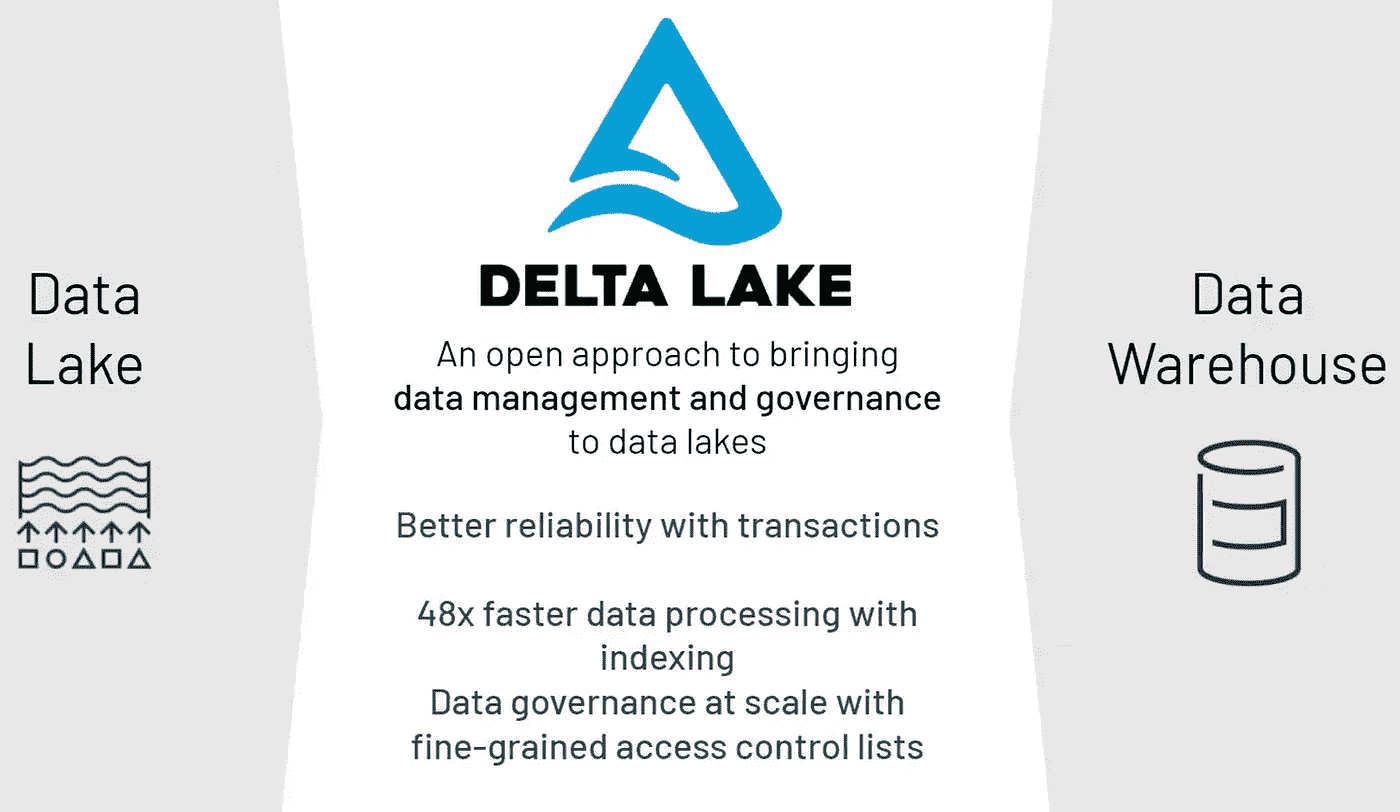 Data
Lake
DELTA LAKE
An open approach to bringing
data management and governance
to data lakes
Better reliability with transactions
48x faster data processing with
indexing
Data governance at scale with
fine-grained access control lists
Data
Warehouse